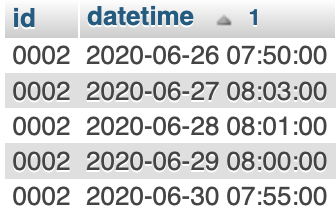 id datetime 1
0002 2020-06-26 07:50:00
0002 2020-06-27 08:03:00
0002 2020-06-28 08:01:00
0002 2020-06-29 08:00:00
0002 2020-06-30 07:55:00